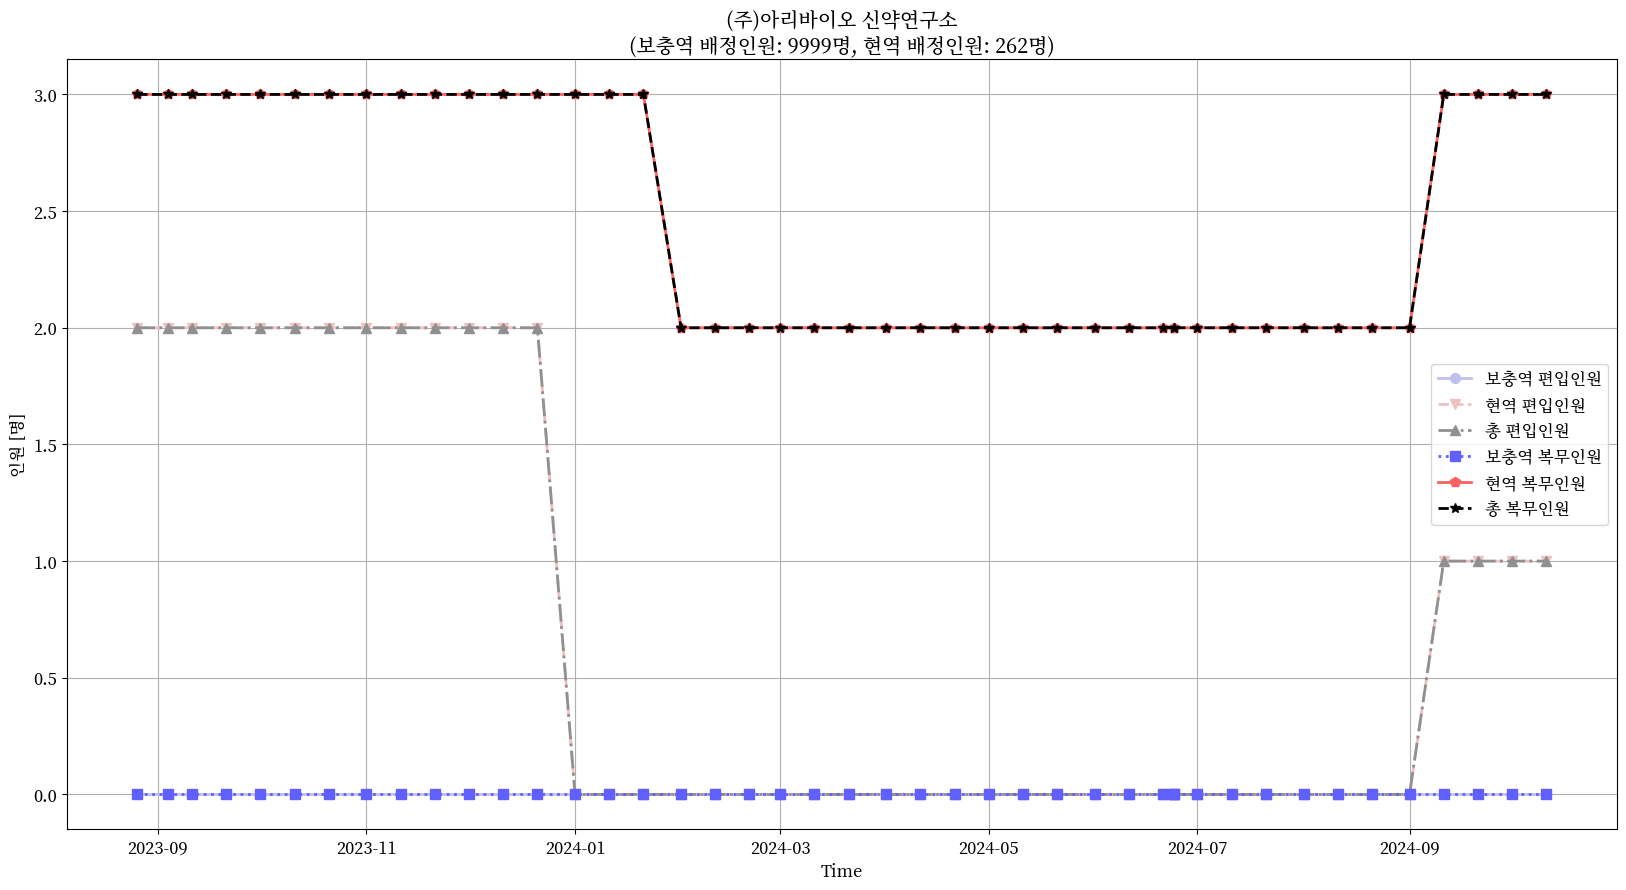 (주)아리바이오 신약연구소
(보충역 배정인원: 9999명, 현역 배정인원: 262명)
3.0
2.5
2.0
1.5
1.0
0.5
0.0
인원 [명]
보충역 편입인원
현역 편입인원
총 편입인원
보충역 복무인원
현역 복무인원
총 복무인원
2023-09
2023-11
2024-01
2024-03
2024-05
2024-07
2024-09
Time